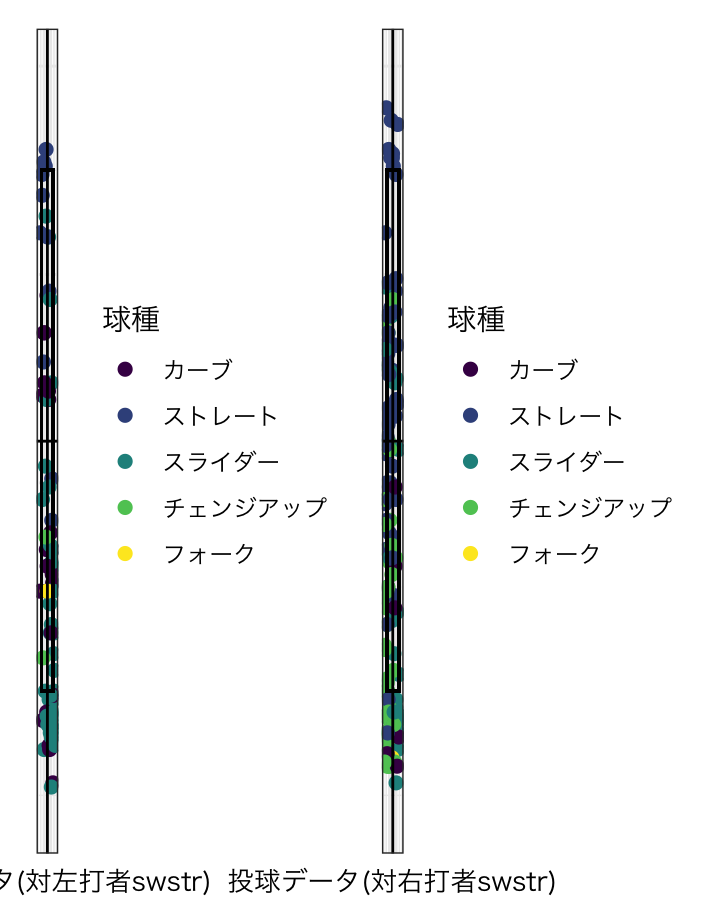 球種
カーブ
ストレート
スライダー
チェンジアップ
フォーク
球種
カーブ
ストレート
スライダー
チェンジアップ
フォーク
タ(対左打者swstr)
投球データ(対右打者swstr)